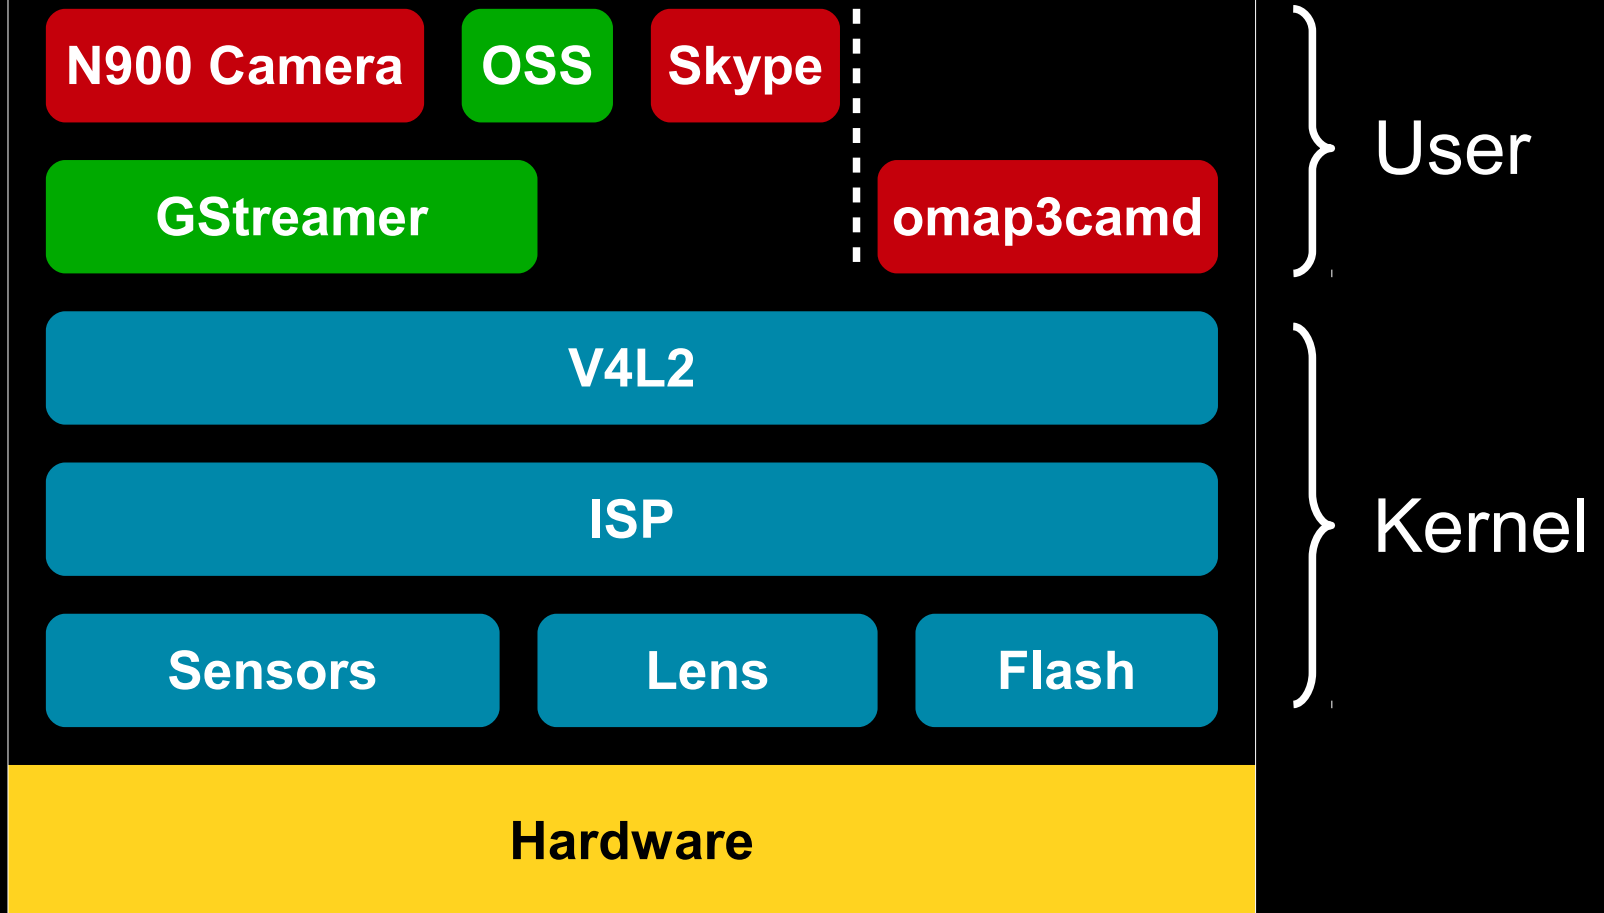 N900 Camera OSS Skype
User
GStreamer omap3camd
V4L2
ISP
Kernel
Sensors Lens Flash
Hardware